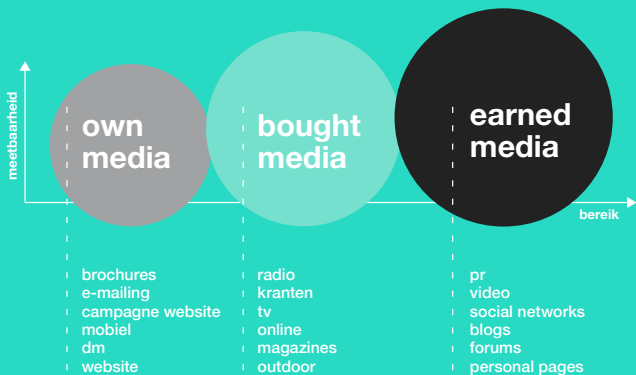 meetbaarheid
own
media
bought
media
earned
media
bereik
brochures
e-mailing
campagne website
mobiel
dm
website
radio
kranten
tv
online
magazines
outdoor
pr
video
social networks
blogs
forums
personal pages